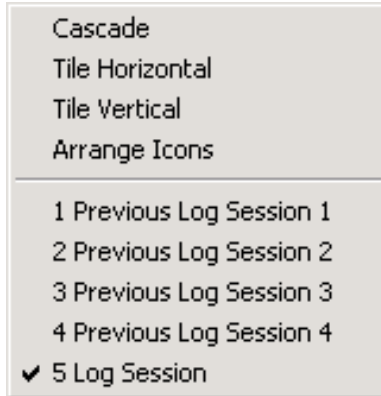 Cascade
Tile Horizontal
Tile Vertical
Arrange Icons
1 Previous Log Session 1
2 Previous Log Session 2
3 Previous Log Session 3
4 Previous Log Session 4
✔ 5 Log Session